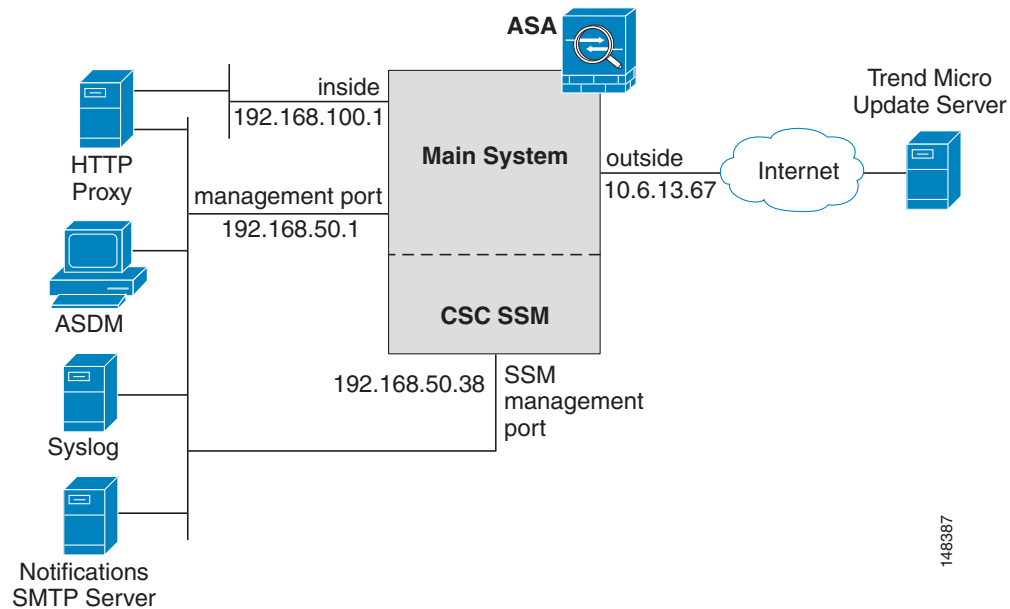 ASA
Trend Micro
Update Server
inside
192.168.100.1
HTTP
Proxy
Main System
outside
10.6.13.67
Internet
management port
192.168.50.1
ASDM
CSC SSM
192.168.50.38
SSM
management
port
Syslog
Notifications
SMTP Server
148387